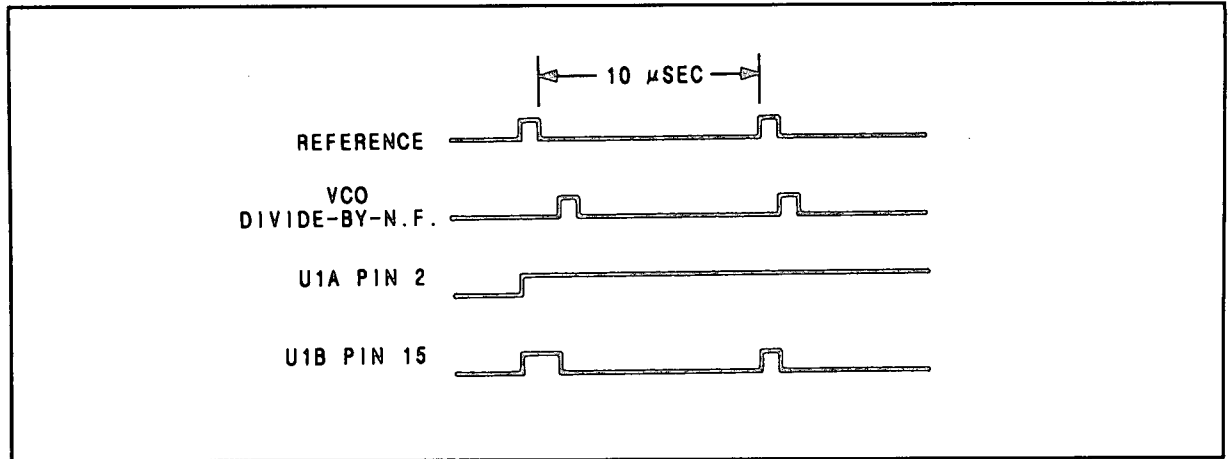 10 μSEC
REFERENCE
VCO
DIVIDE-BY-N.F.
U1A PIN 2
U1B PIN 15